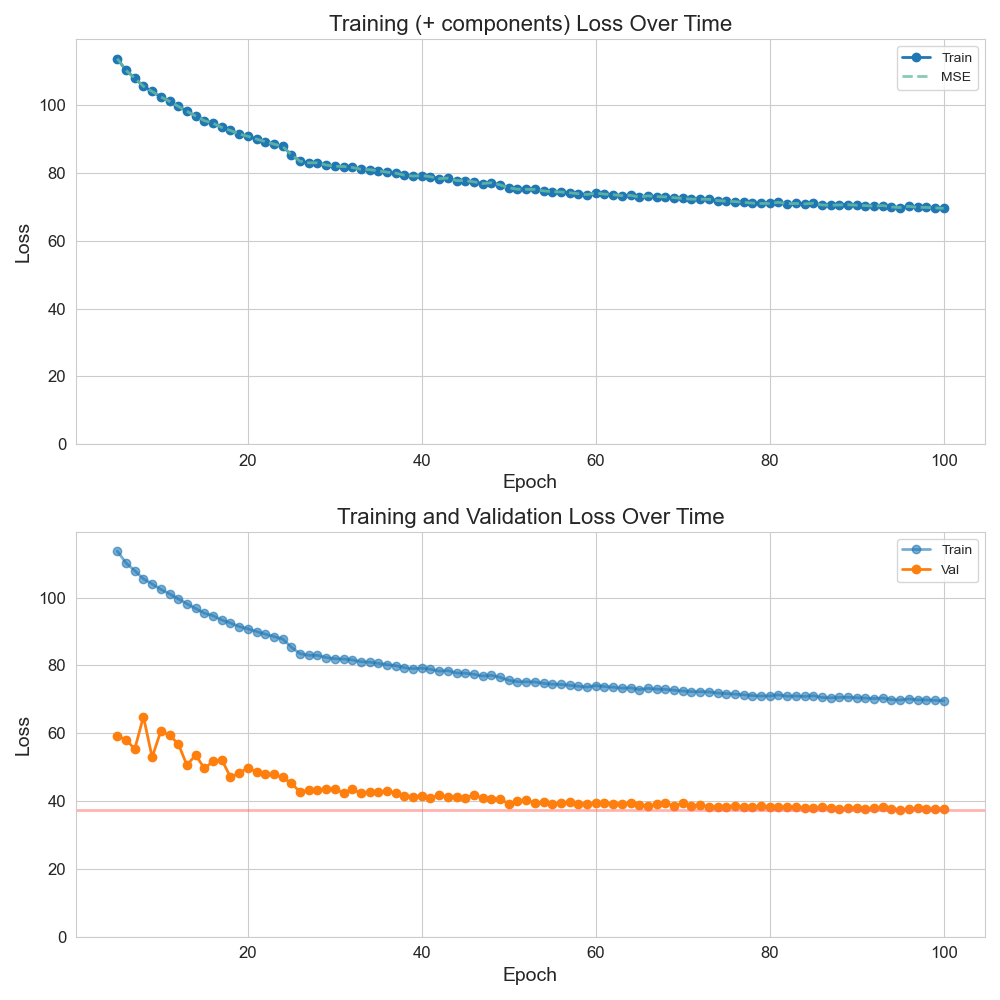 Training (+ components) Loss Over Time
Train
MSE
100
80
60
40
20
0
Loss
20 40 60 80 100
Epoch
Training and Validation Loss Over Time
Train
Val
100
80
60
40
20
0
Loss
20 40 60 80 100
Epoch